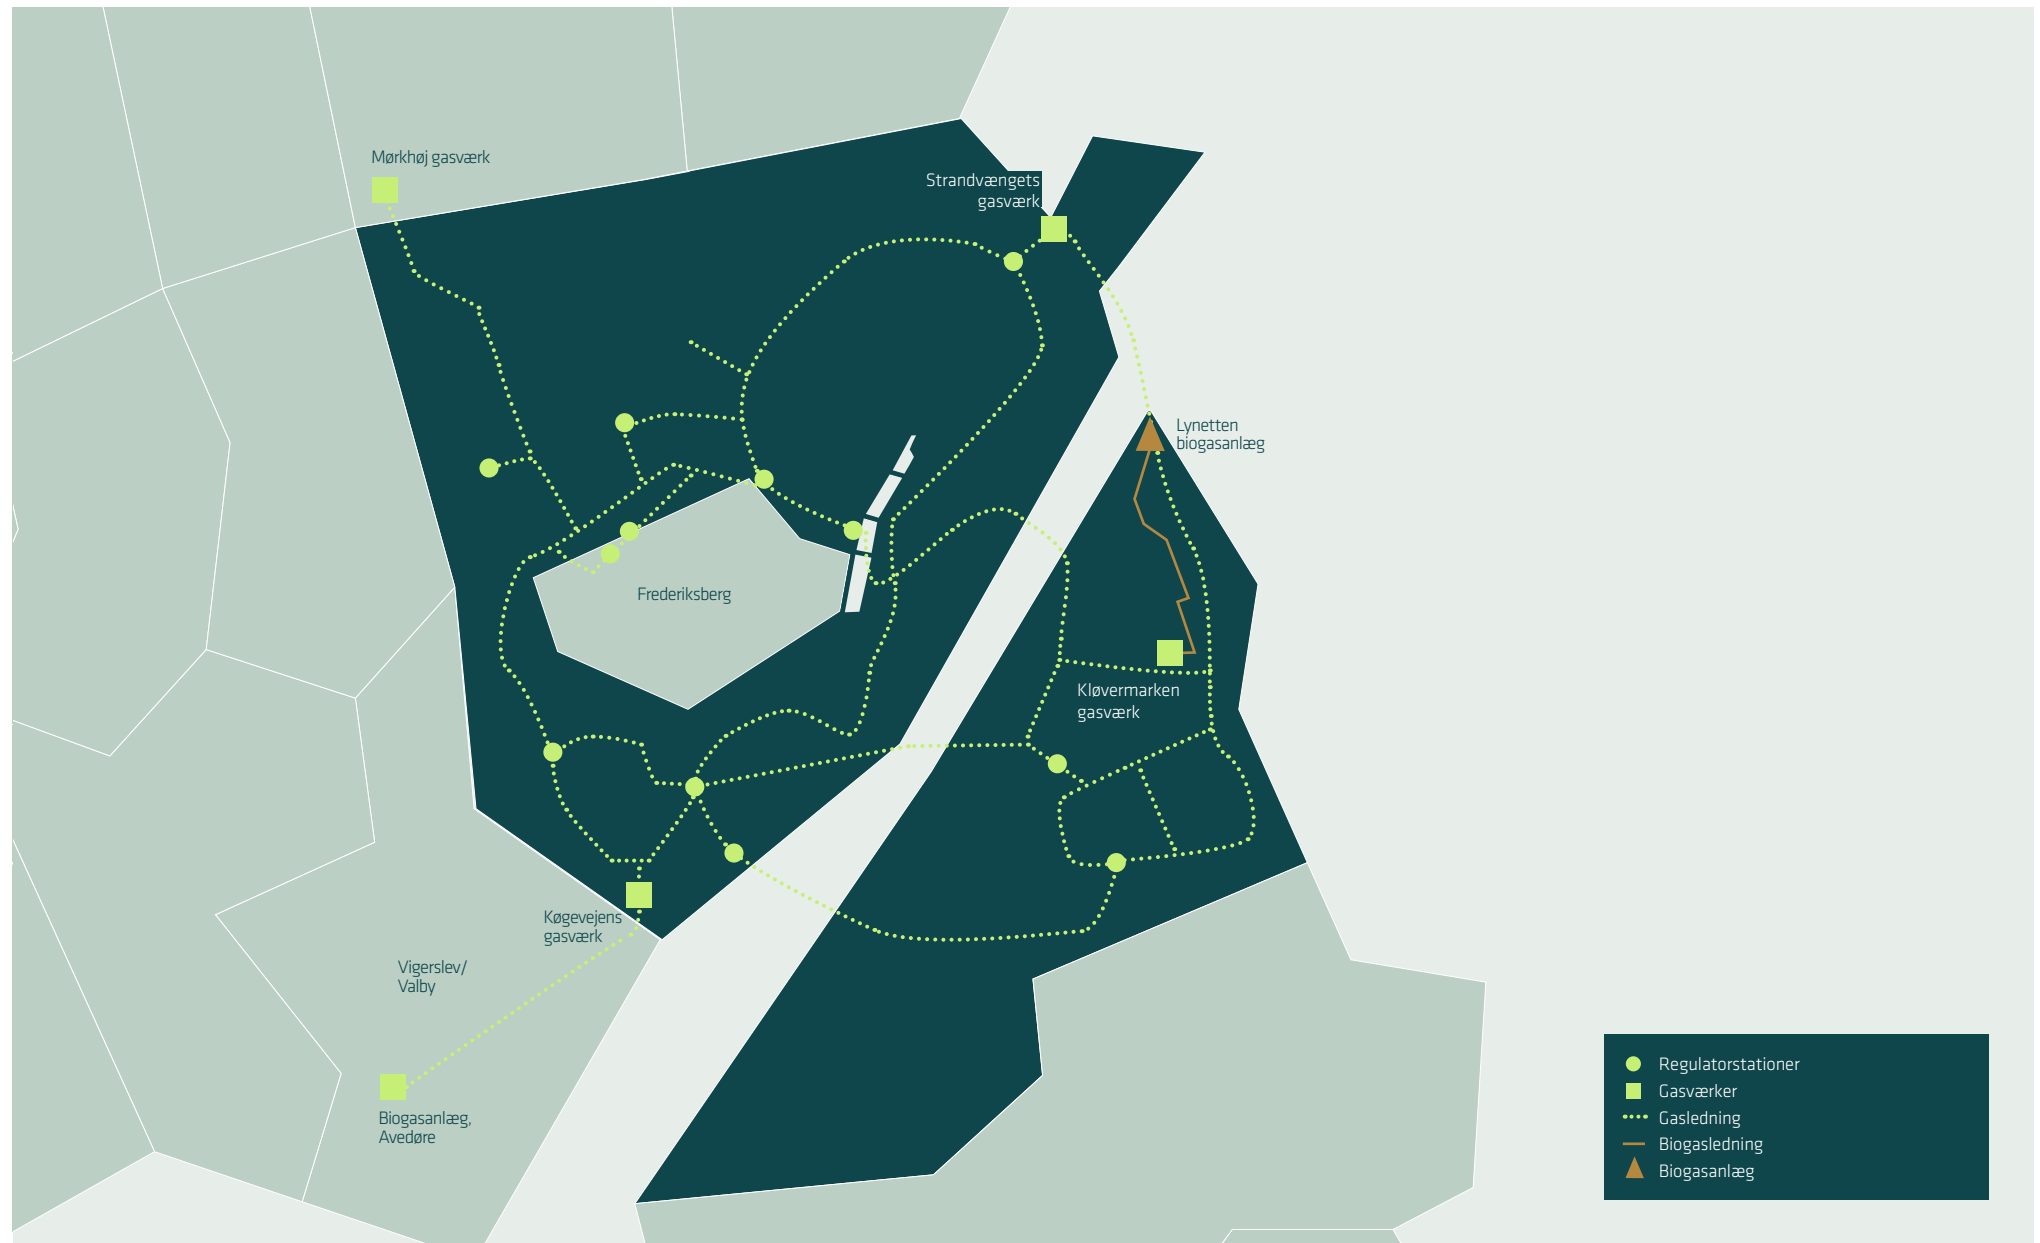 Mørkhøj gasværk
Strandvængets
gasværk
Lynetten
biogasanlæg
Frederiksberg
Kløvermarken
gasværk
Køgevejens
gasværk
Vigerslev/
Valby
Biogasanlæg,
Avedøre
Regulatorstationer
Gasværker
Gasledning
Biogasledning
Biogasanlæg